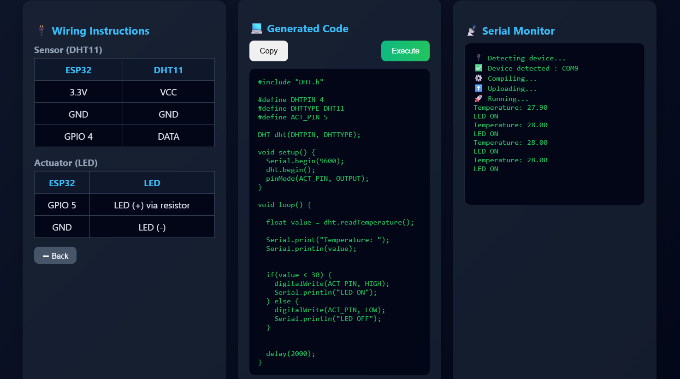 Wiring Instructions
Sensor (DHT11)
ESP32 DHT11
3.3V VCC
GND GND
GPIO 4 DATA
Actuator (LED)
ESP32 LED
GPIO 5 LED (+) via resistor
GND LED (-)
⬅ Back
Generated Code
Copy Execute
#include "DHT.h"
#define DHTPIN 4
#define DHTTYPE DHT11
#define ACT_PIN 5
DHT dht(DHTPIN, DHTTYPE);
void setup() {
  Serial.begin(9600);
  dht.begin();
  pinMode(ACT_PIN, OUTPUT);
}
void loop() {
  float value = dht.readTemperature();
  Serial.print("Temperature: ");
  Serial.println(value);
  if(value < 30) {
    digitalWrite(ACT_PIN, HIGH);
    Serial.println("LED ON");
  } else {
    digitalWrite(ACT_PIN, LOW);
    Serial.println("LED OFF");
  }
  delay(2000);
}
Serial Monitor
Detecting device...
Device detected : COM9
Compiling...
Uploading...
Running...
Temperature: 27.90
LED ON
Temperature: 28.00
LED ON
Temperature: 28.00
LED ON
Temperature: 28.00
LED ON